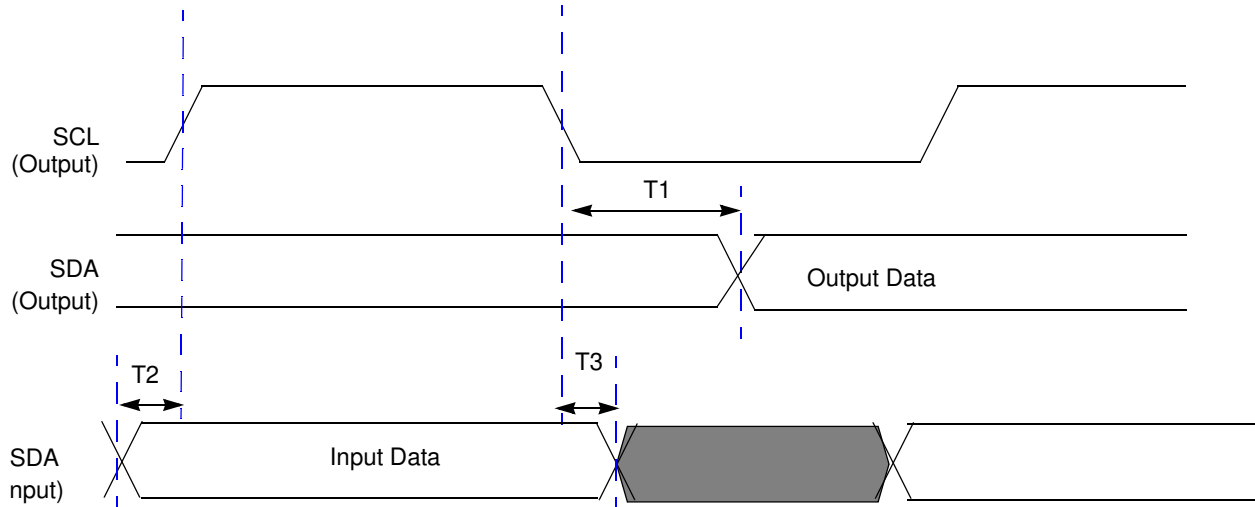 SCL
(Output)
T1
SDA
(Output)
Output Data
T2
T3
SDA
nput)
Input Data